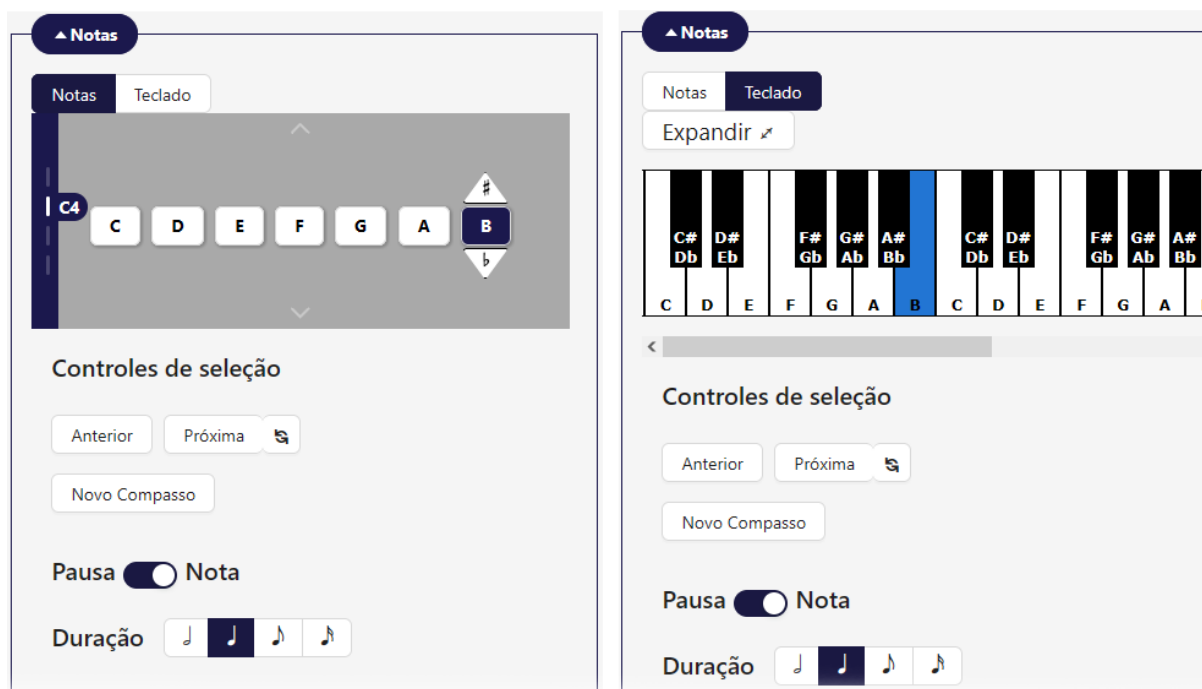 Notas
Notas Teclado
C4
♯
C D E F G A B
♭
Controles de seleção
Anterior Próxima
Novo Compasso
Pausa Nota
Duração
Notas
Notas Teclado
Expandir
C# D# F# G# A# C# D# F# G# A#
Db Eb Gb Ab Bb Db Eb Gb Ab Bb
C D E F G A B C D E F G A
Controles de seleção
Anterior Próxima
Novo Compasso
Pausa Nota
Duração